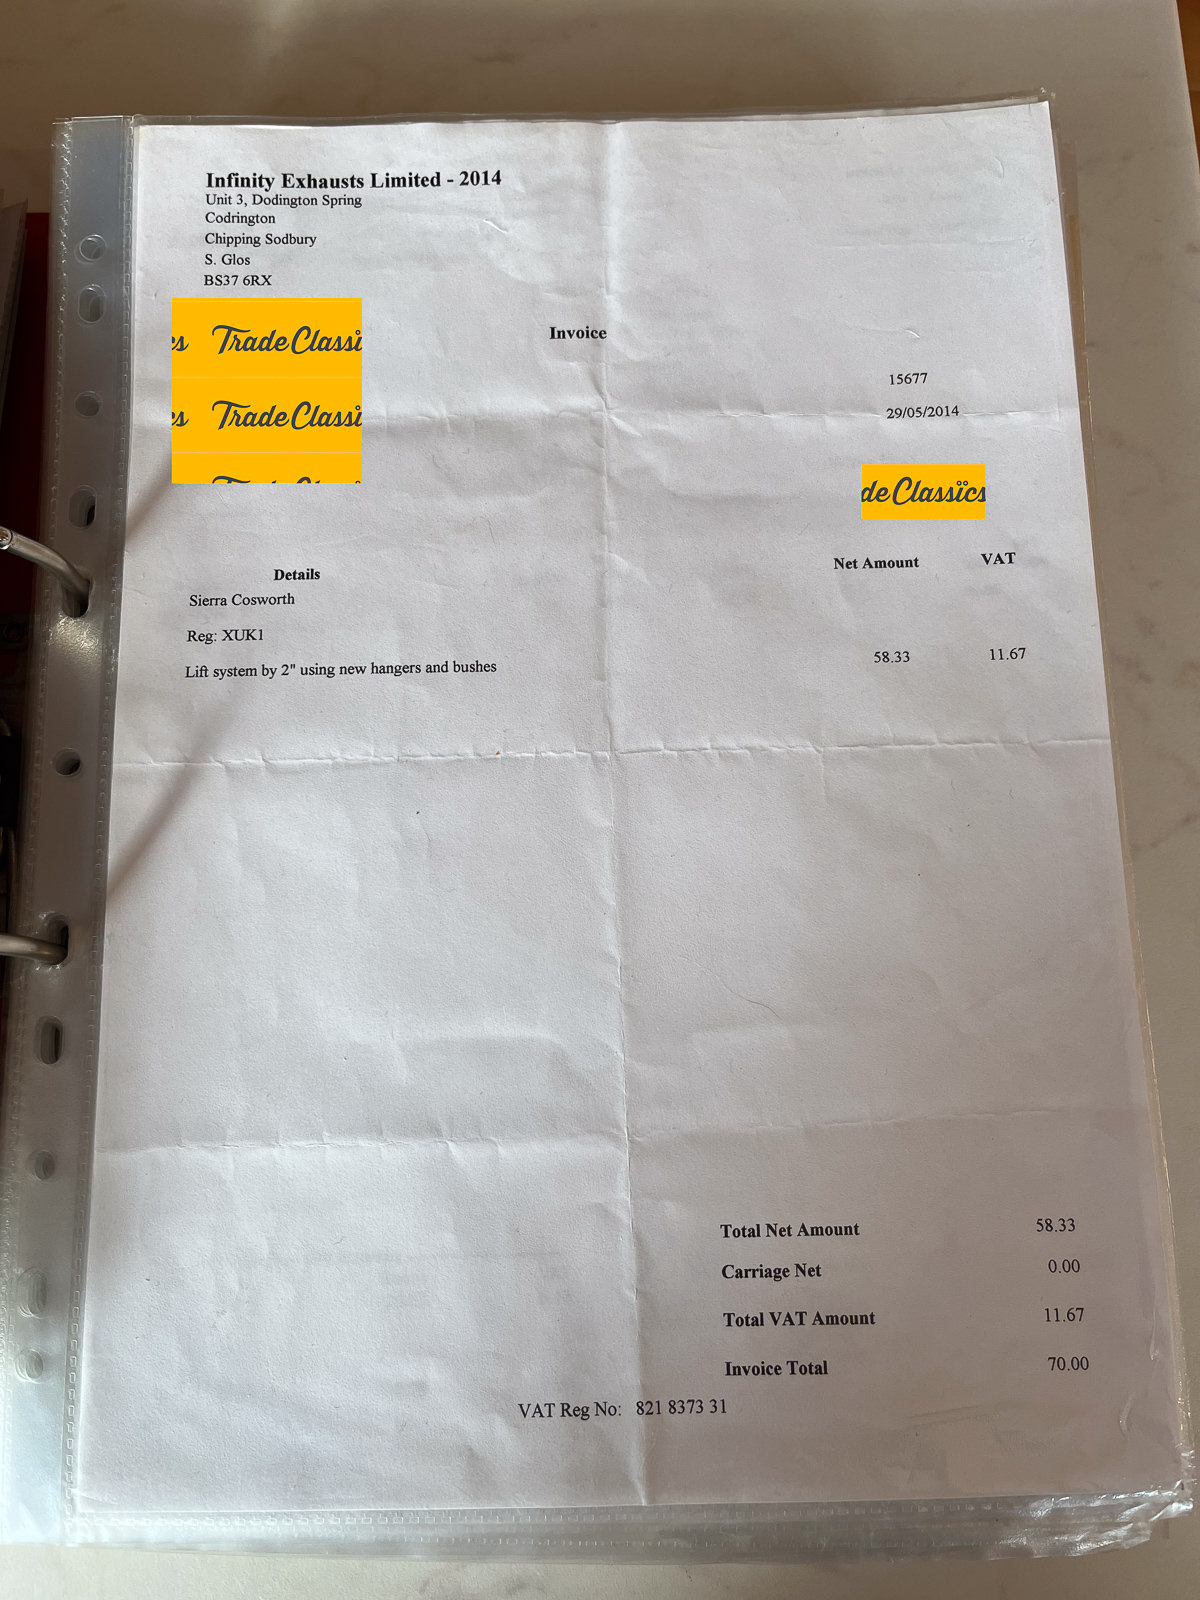 Infinity Exhausts Limited - 2014
Unit 3, Dodington Spring
Codrington
Chipping Sodbury
S. Glos
BS37 6RX
cs Trade Classi
cs Trade Classi
Invoice
15677
29/05/2014
de Classics
Details Net Amount VAT
Sierra Cosworth
Reg: XUK1
Lift system by 2" using new hangers and bushes 58.33 11.67
Total Net Amount 58.33
Carriage Net 0.00
Total VAT Amount 11.67
Invoice Total 70.00
VAT Reg No: 821 8373 31